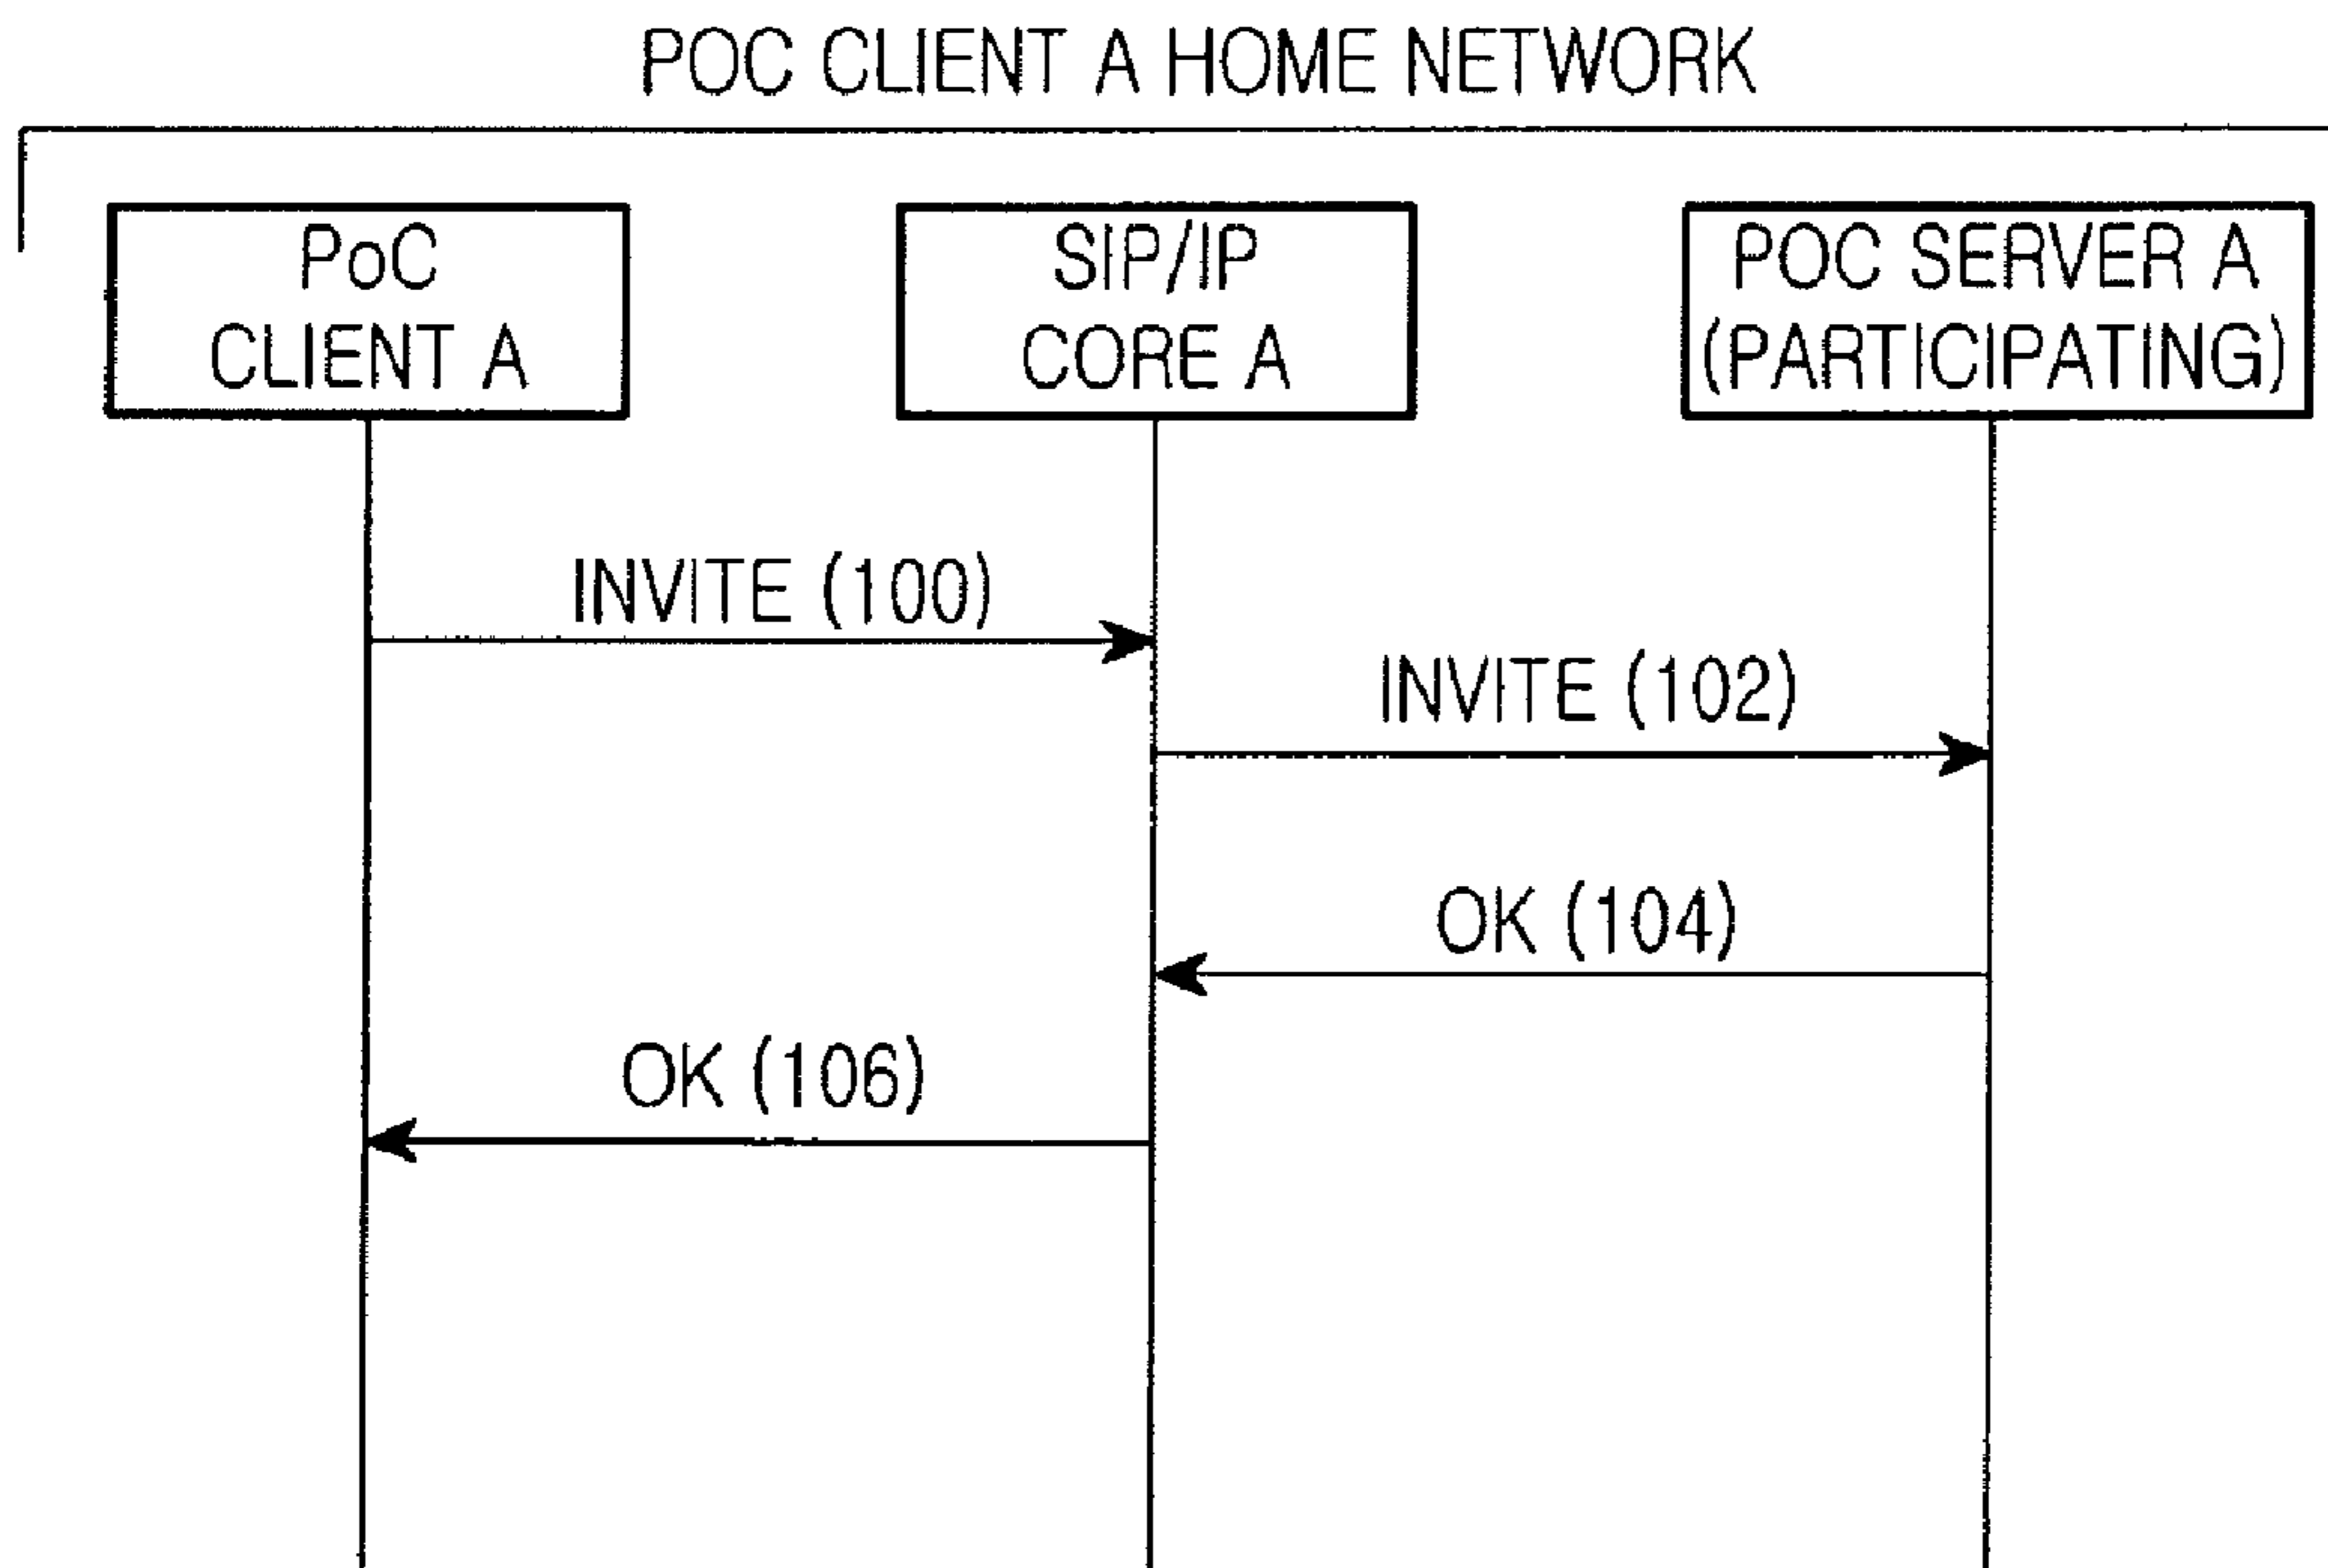 POC CLIENT A HOME NETWORK
PoC
CLIENT A
SIP/IP
CORE A
POC SERVER A
(PARTICIPATING)
INVITE (100)
INVITE (102)
OK (104)
OK (106)